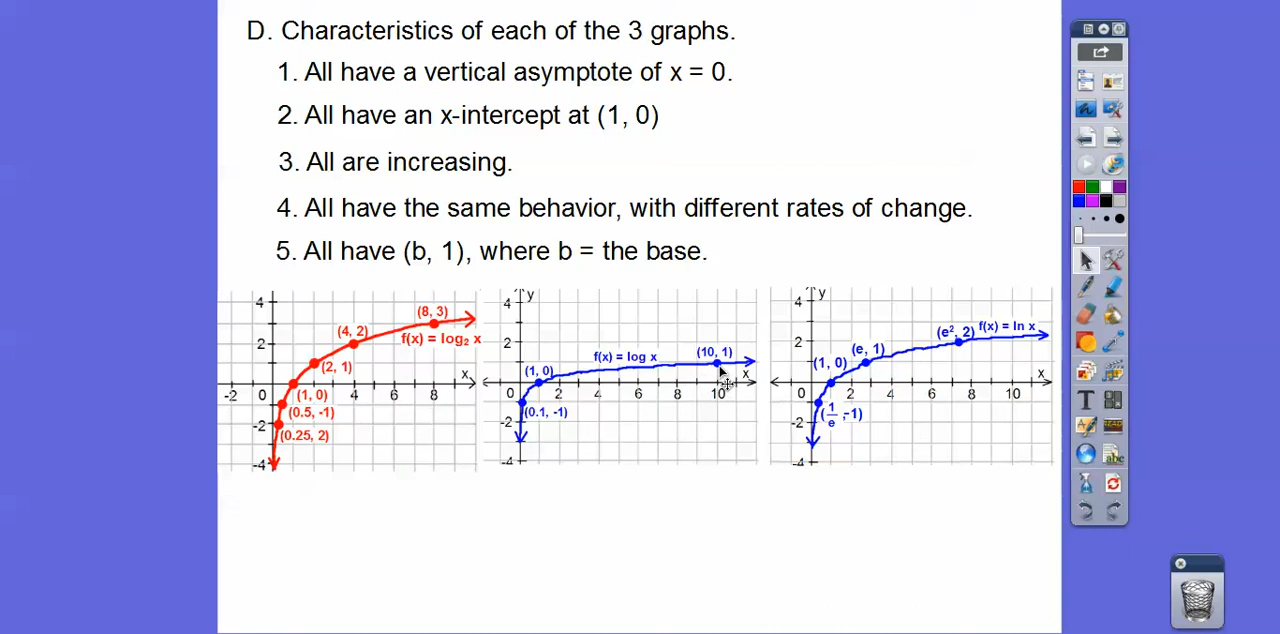 D. Characteristics of each of the 3 graphs.
1. All have a vertical asymptote of x = 0.
2. All have an x-intercept at (1, 0)
3. All are increasing.
4. All have the same behavior, with different rates of change.
5. All have (b, 1), where b = the base.
4
2
-2
-4
-2 0 4 6 8
x
(8, 3)
(4, 2)
f(x) = log₂ x
(2, 1)
(1, 0)
(0.5, -1)
(0.25, 2)
y
4
2
-2
-4
0 2 4 6 8 10
x
f(x) = log x
(10, 1)
(1, 0)
(0.1, -1)
y
4
2
-2
-4
0 2 4 6 8 10
x
(e², 2) f(x) = ln x
(e, 1)
(1, 0)
(1/e, -1)
T
READ
abc